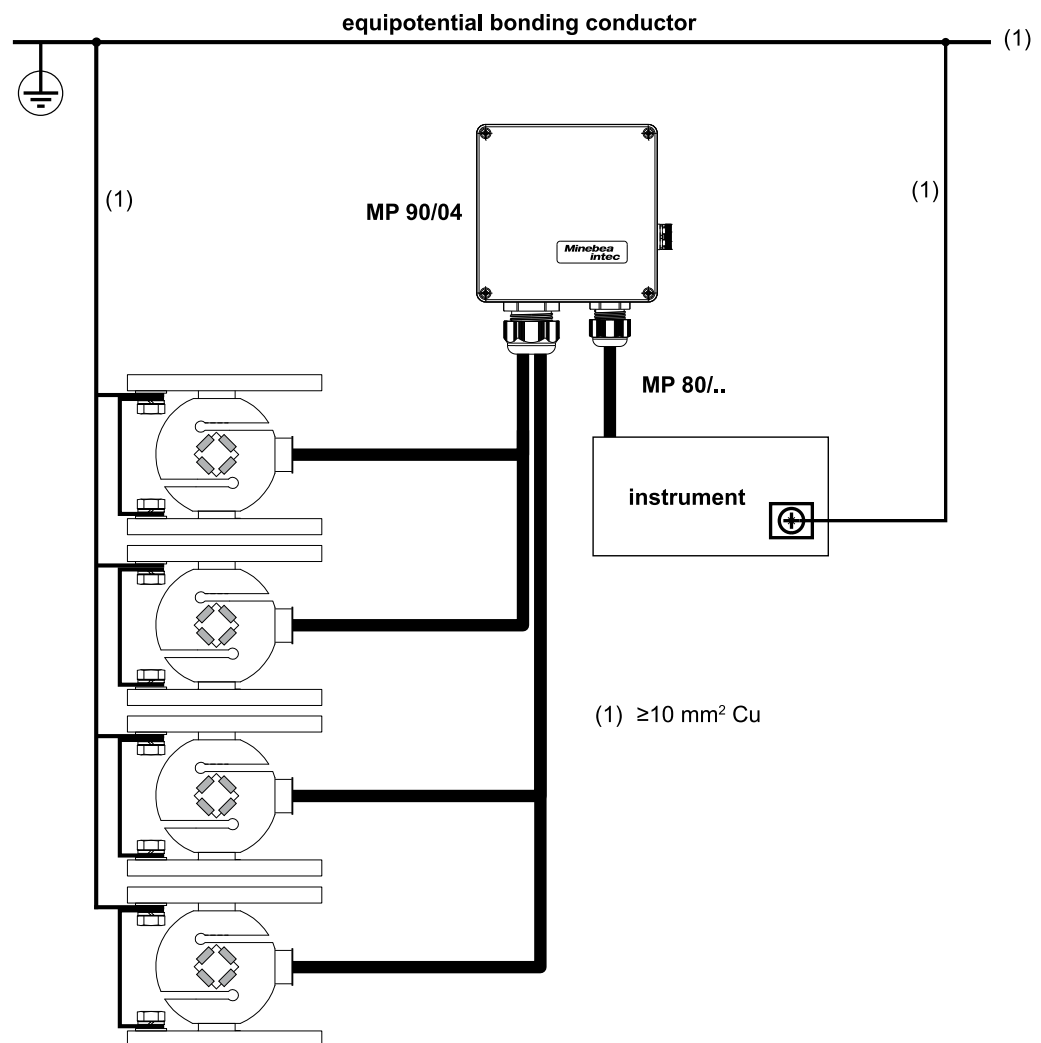 equipotential bonding conductor
(1)
(1)
(1)
MP 90/04
Minebea
intec
MP 80/..
instrument
(1) ≥10 mm² Cu